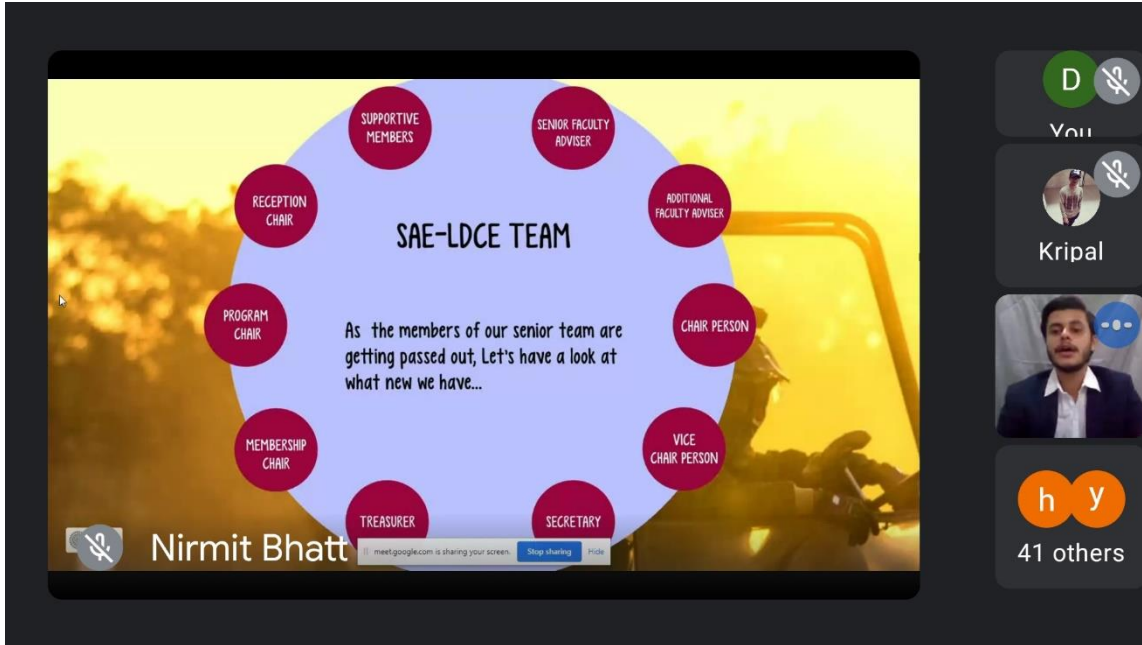 SUPPORTIVE
MEMBERS
SENIOR FACULTY
ADVISER
RECEPTION
CHAIR
ADDITIONAL
FACULTY ADVISER
SAE-LDCE TEAM
PROGRAM
CHAIR
CHAIR PERSON
As the members of our senior team are
getting passed out, Let's have a look at
what new we have...
MEMBERSHIP
CHAIR
VICE
CHAIR PERSON
TREASURER
SECRETARY
Nirmit Bhatt
meet.google.com is sharing your screen.
Stop sharing
Hide
D
You
Kripal
h y
41 others